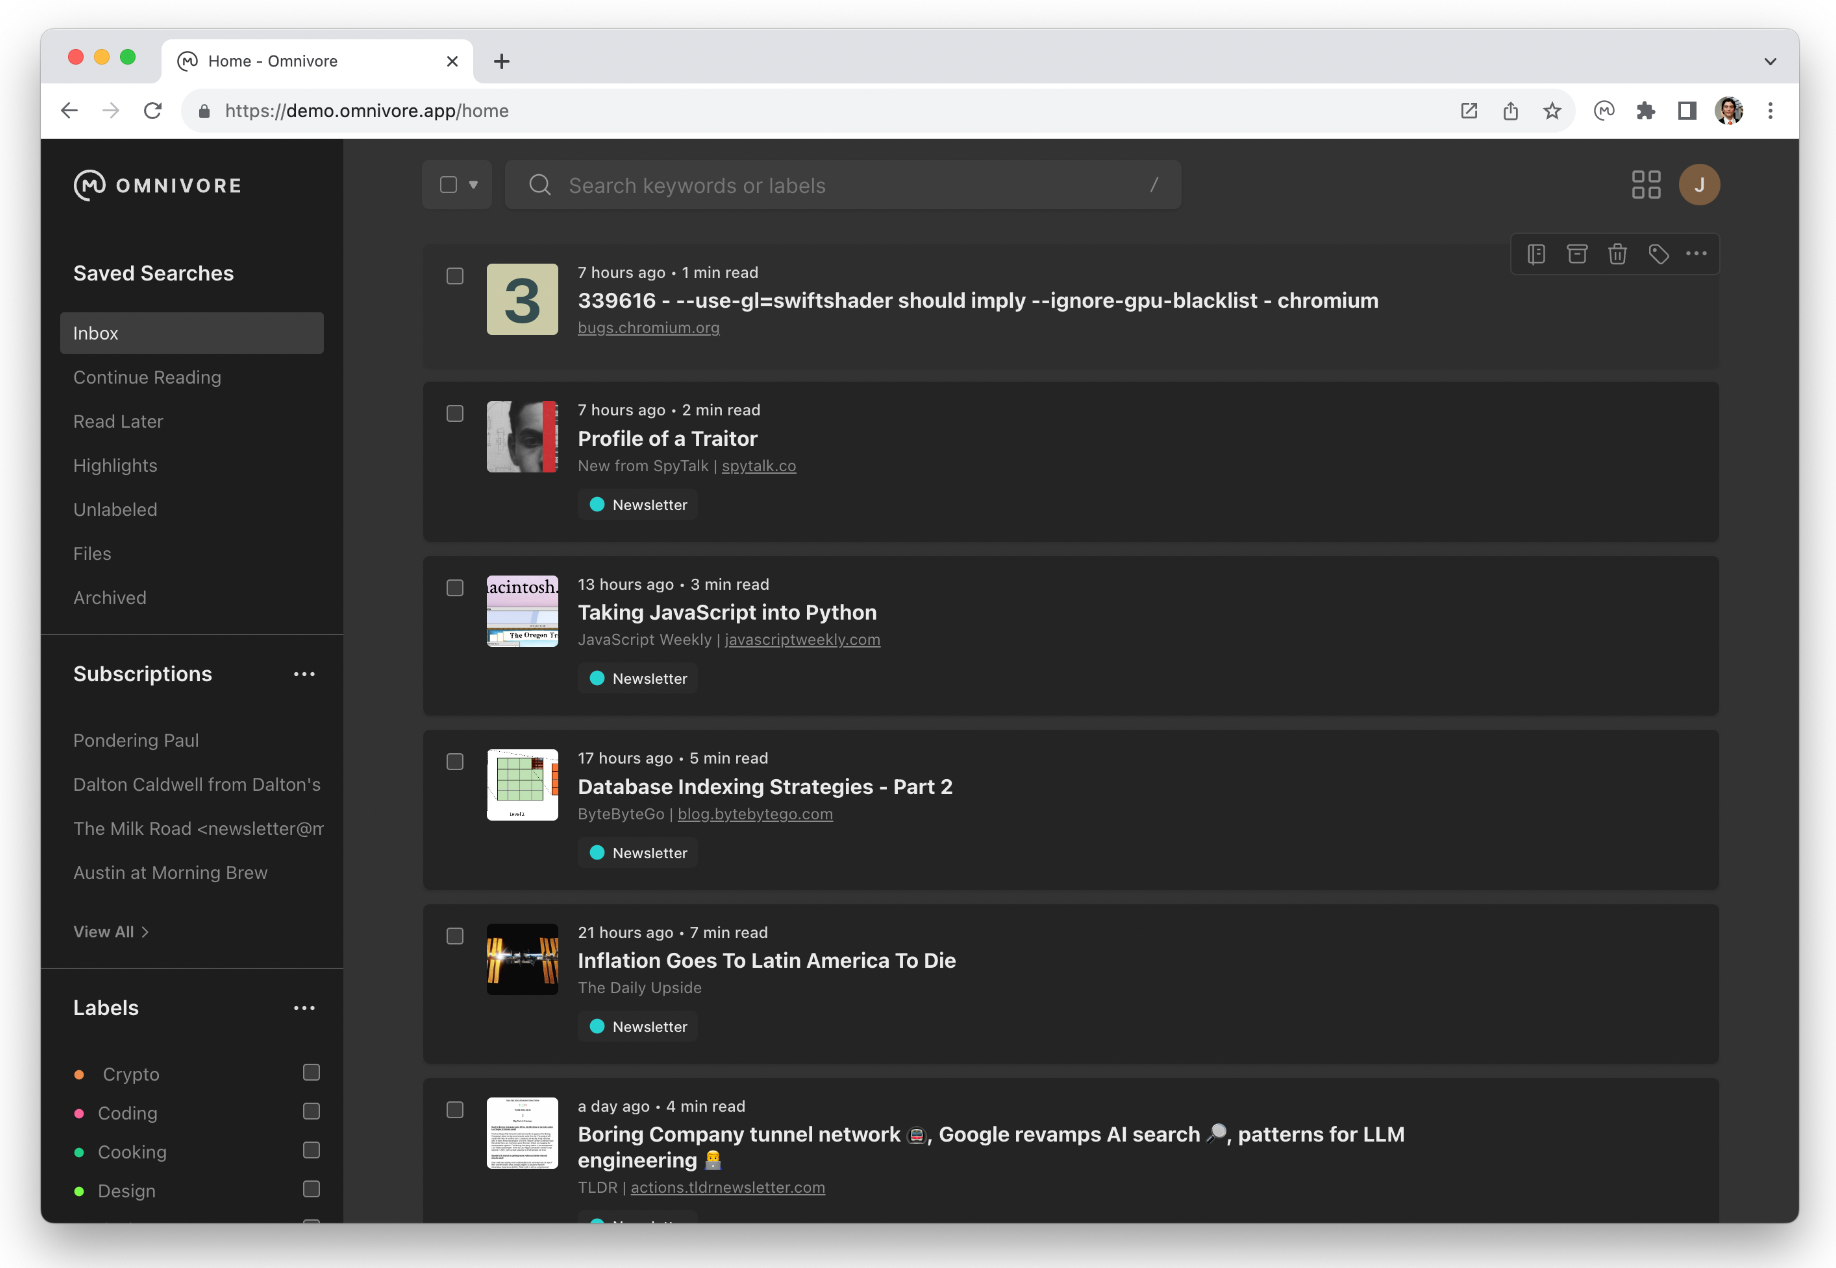 Home - Omnivore
https://demo.omnivore.app/home
OMNIVORE
Search keywords or labels
/
J
Saved Searches
Inbox
Continue Reading
Read Later
Highlights
Unlabeled
Files
Archived
Subscriptions
Pondering Paul
Dalton Caldwell from Dalton's
The Milk Road <newsletter@m
Austin at Morning Brew
View All >
Labels
Crypto
Coding
Cooking
Design
3
7 hours ago • 1 min read
339616 - --use-gl=swiftshader should imply --ignore-gpu-blacklist - chromium
bugs.chromium.org
7 hours ago • 2 min read
Profile of a Traitor
New from SpyTalk | spytalk.co
Newsletter
acintosh.
The Oregon Tr
13 hours ago • 3 min read
Taking JavaScript into Python
JavaScript Weekly | javascriptweekly.com
Newsletter
Level 2
17 hours ago • 5 min read
Database Indexing Strategies - Part 2
ByteByteGo | blog.bytebytego.com
Newsletter
21 hours ago • 7 min read
Inflation Goes To Latin America To Die
The Daily Upside
Newsletter
a day ago • 4 min read
Boring Company tunnel network 🚇, Google revamps AI search 🔎, patterns for LLM
engineering 👨‍💻
TLDR | actions.tldrnewsletter.com